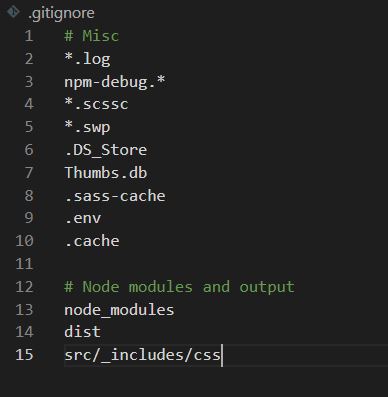 .gitignore
1 # Misc
2 *.log
3 npm-debug.*
4 *.scssc
5 *.swp
6 .DS_Store
7 Thumbs.db
8 .sass-cache
9 .env
10 .cache
11
12 # Node modules and output
13 node_modules
14 dist
15 src/_includes/css